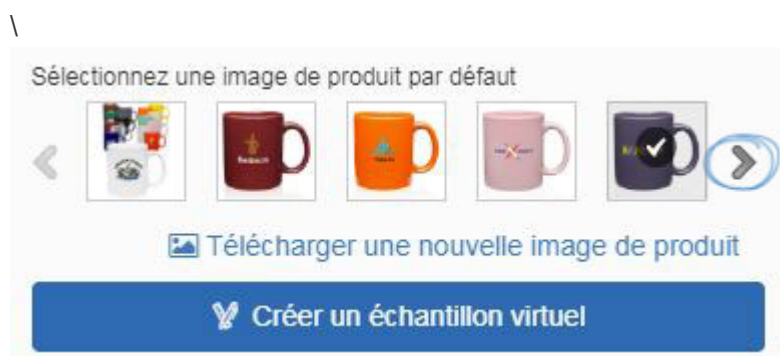 \
Sélectionnez une image de produit par défaut
Télécharger une nouvelle image de produit
Créer un échantillon virtuel